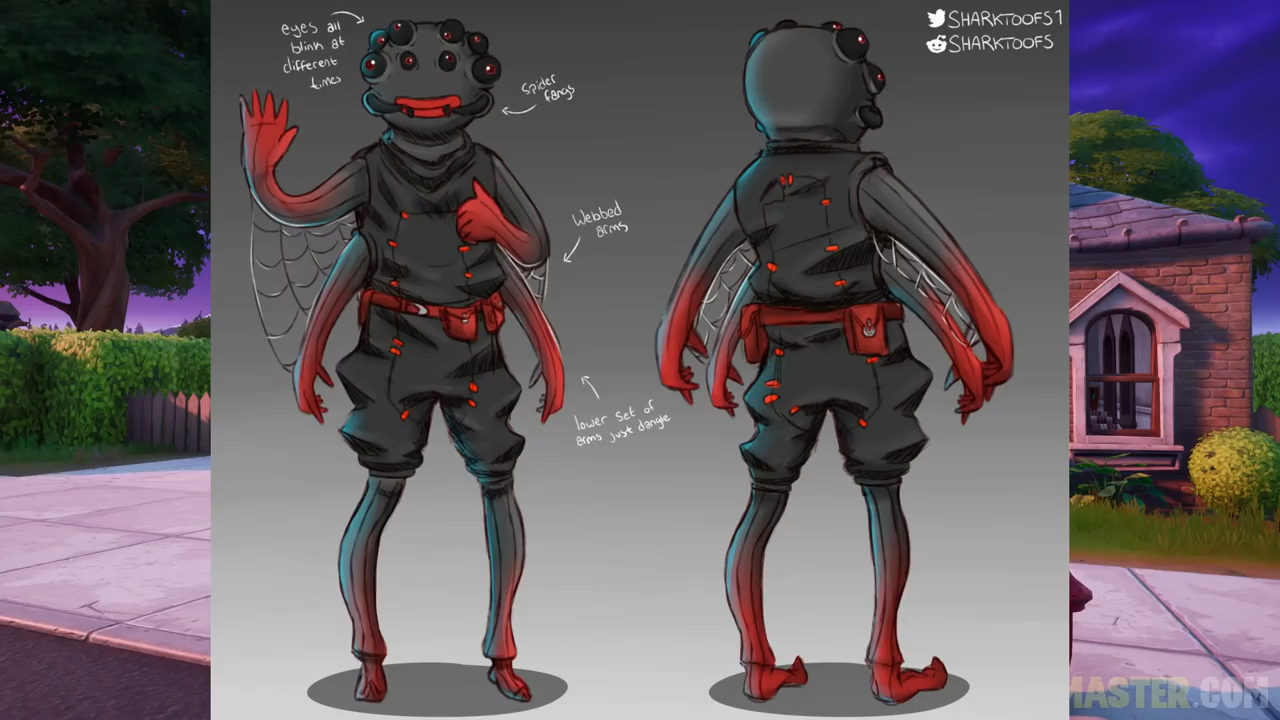 eyes all
blink at
different
times
Spider
fangs
Webbed
arms
lower set of
arms just dangle
SHARKTOOFS1
SHARKTOOFS
MASTER.COM